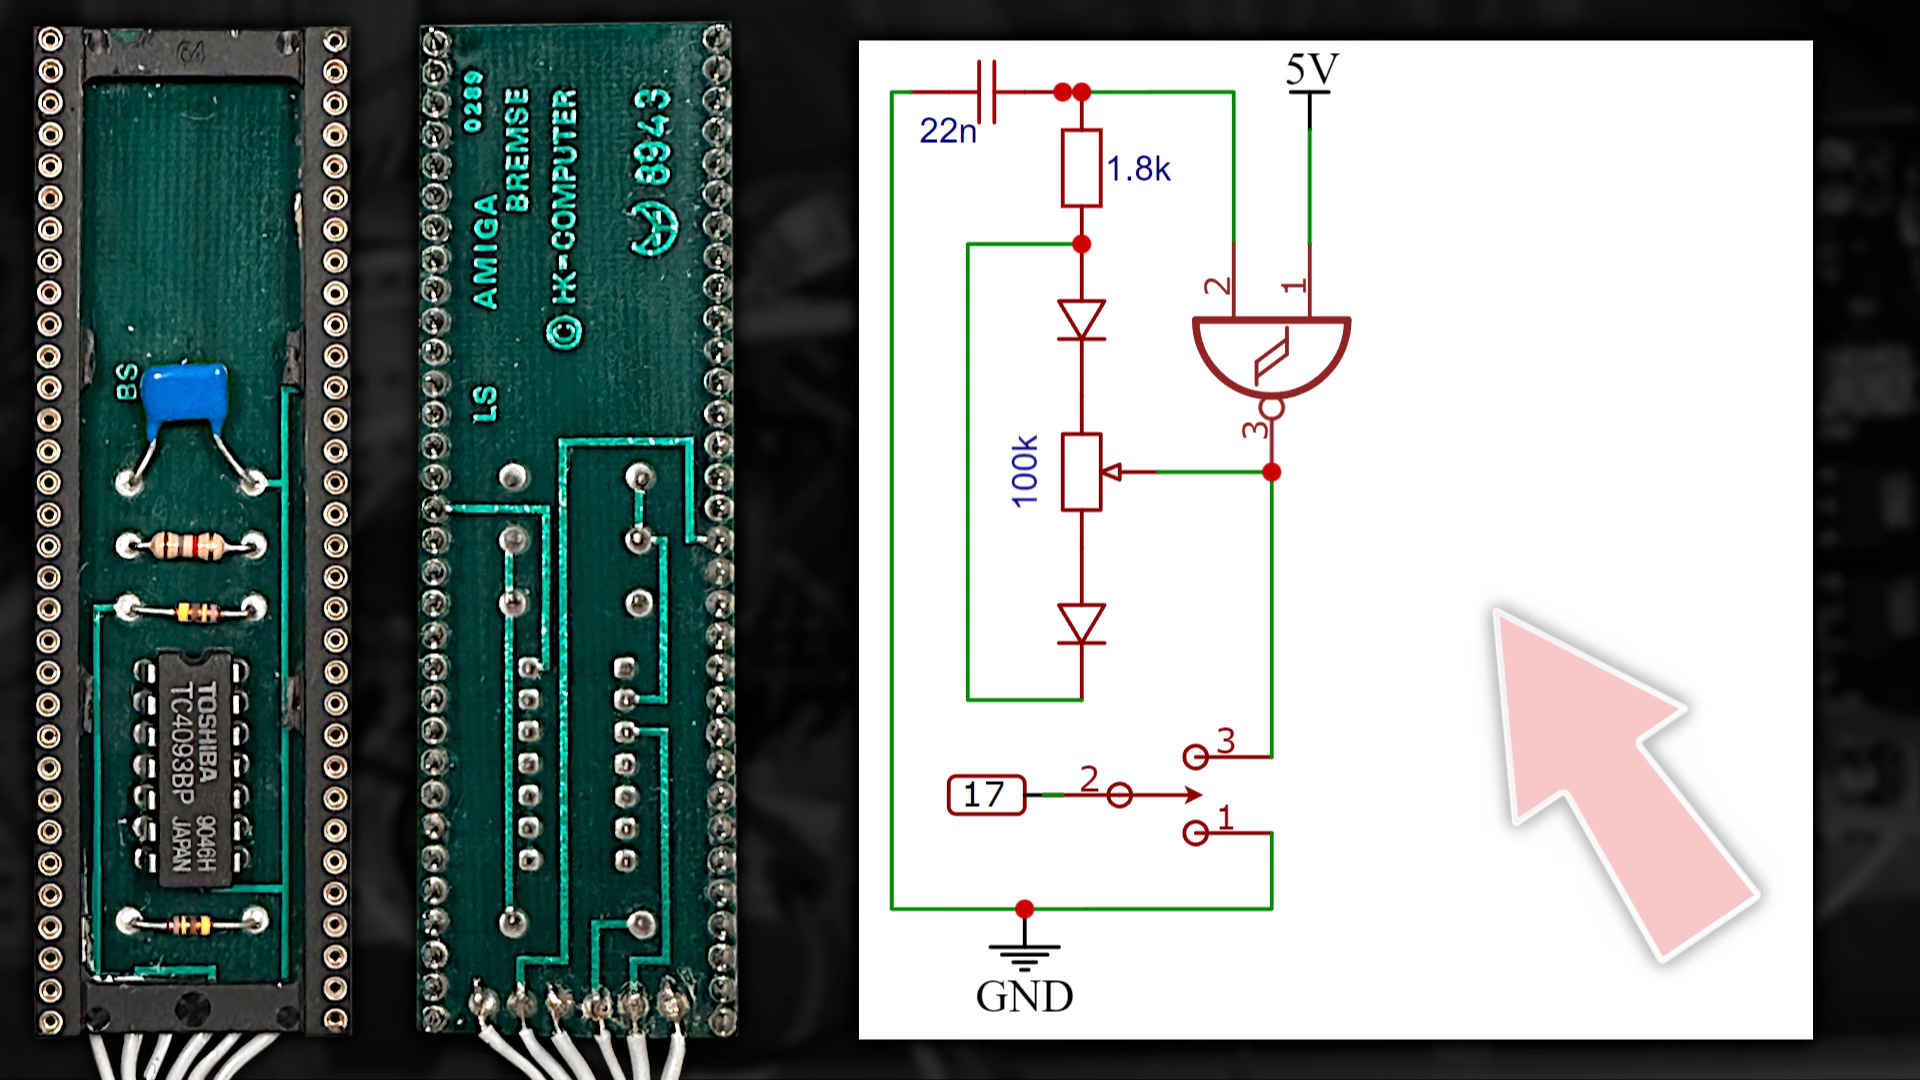 64
BS
TOSHIBA
TC4093BP
9046H
JAPAN
0289
AMIGA
BREMSE
© HK-COMPUTER
8943
LS
5V
22n
1.8k
2
1
3
100k
3
17
2
1
GND